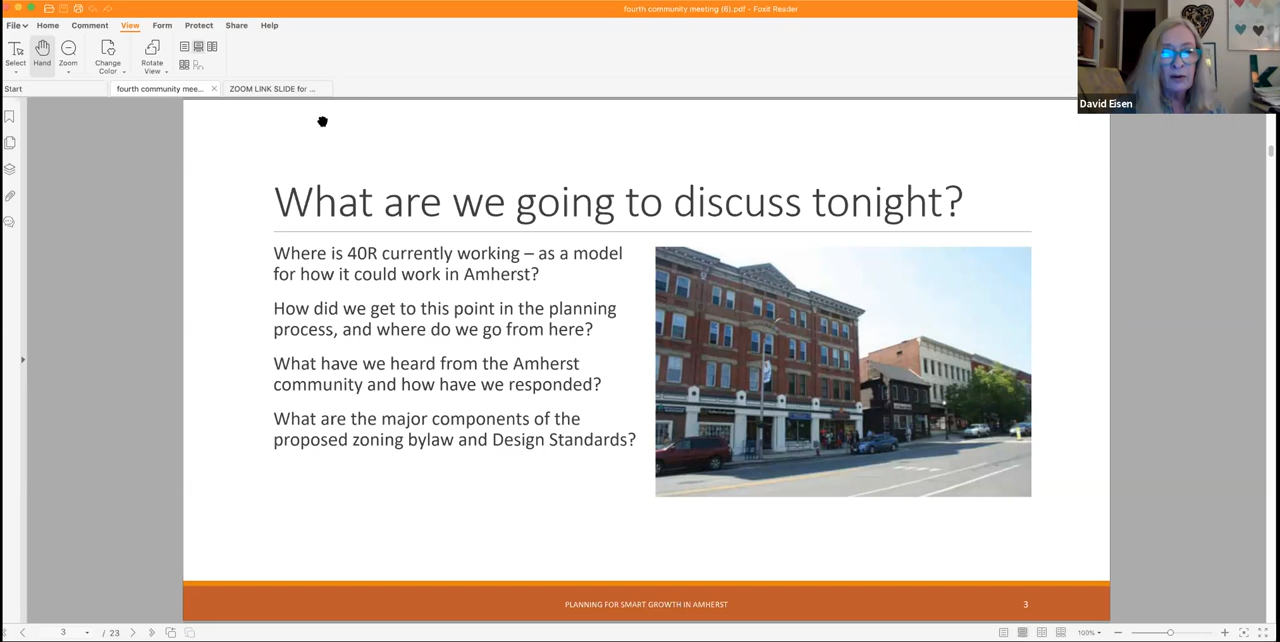 fourth community meeting (6).pdf - Foxit Reader
File Home Comment View Form Protect Share Help
Select Hand Zoom Change Color Rotate View
Start fourth community mee... ZOOM LINK SLIDE for ...
David Eisen
What are we going to discuss tonight?
Where is 40R currently working – as a model
for how it could work in Amherst?
How did we get to this point in the planning
process, and where do we go from here?
What have we heard from the Amherst
community and how have we responded?
What are the major components of the
proposed zoning bylaw and Design Standards?
PLANNING FOR SMART GROWTH IN AMHERST 3
3 / 23 100%